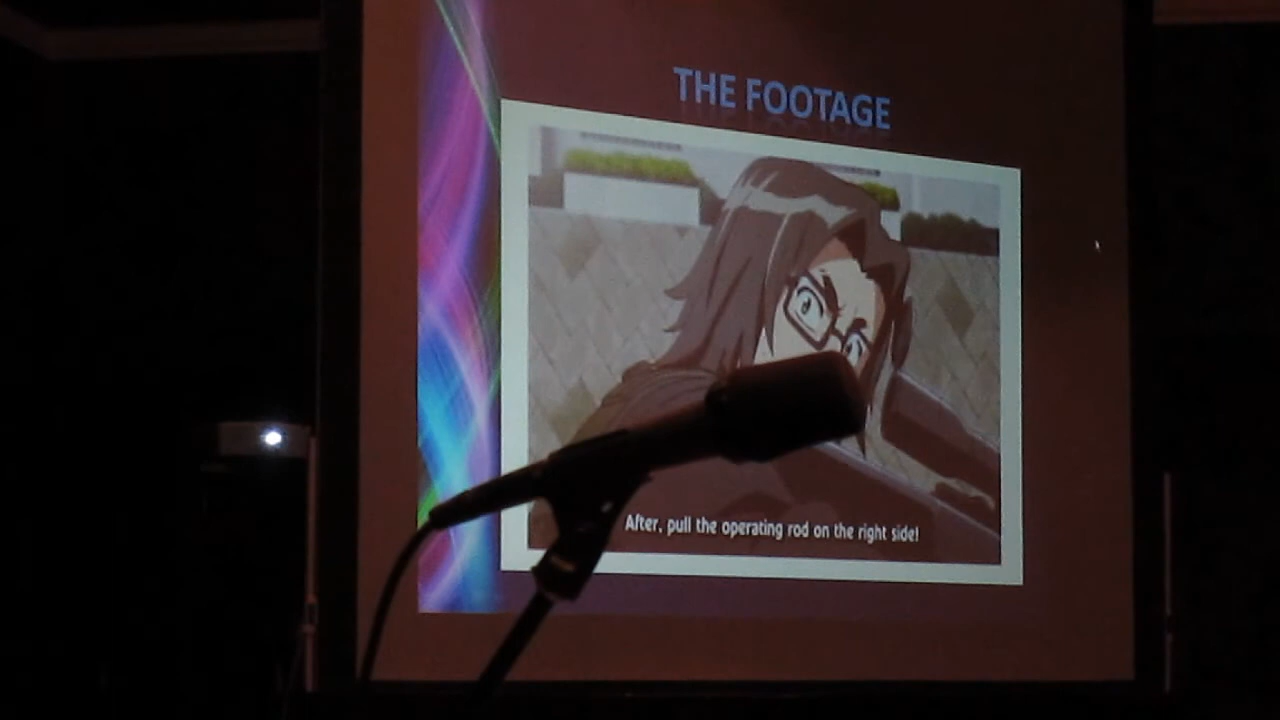 THE FOOTAGE
After, pull the operating rod on the right side!